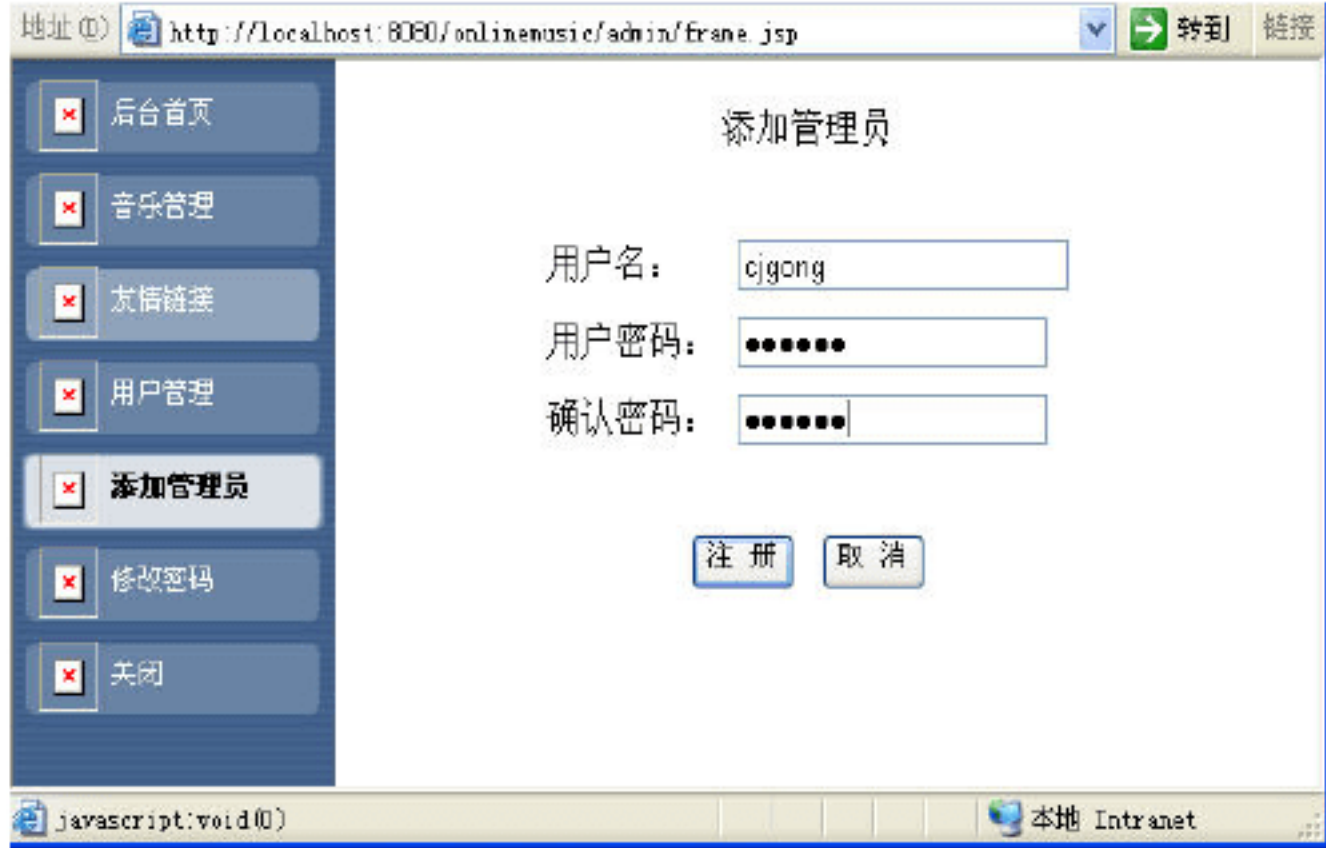 地址(D) http://localhost:8080/onlinemusic/admin/frame.jsp 转到 链接
后台首页
音乐管理
友情链接
用户管理
添加管理员
修改密码
关闭
添加管理员
用户名： cjgong
用户密码： ●●●●●●
确认密码： ●●●●●●
注 册 取 消
javascript:void(0) 本地 Intranet